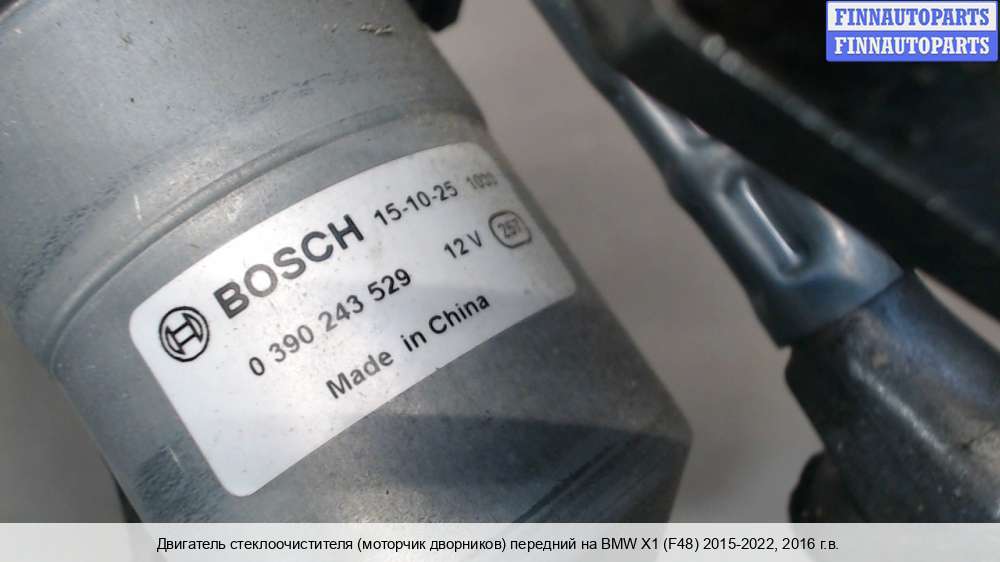 FINNAUTOPARTS
FINNAUTOPARTS
BOSCH 15-10-25
0 390 243 529 12V
Made in China
Двигатель стеклоочистителя (моторчик дворников) передний на BMW X1 (F48) 2015-2022, 2016 г.в.